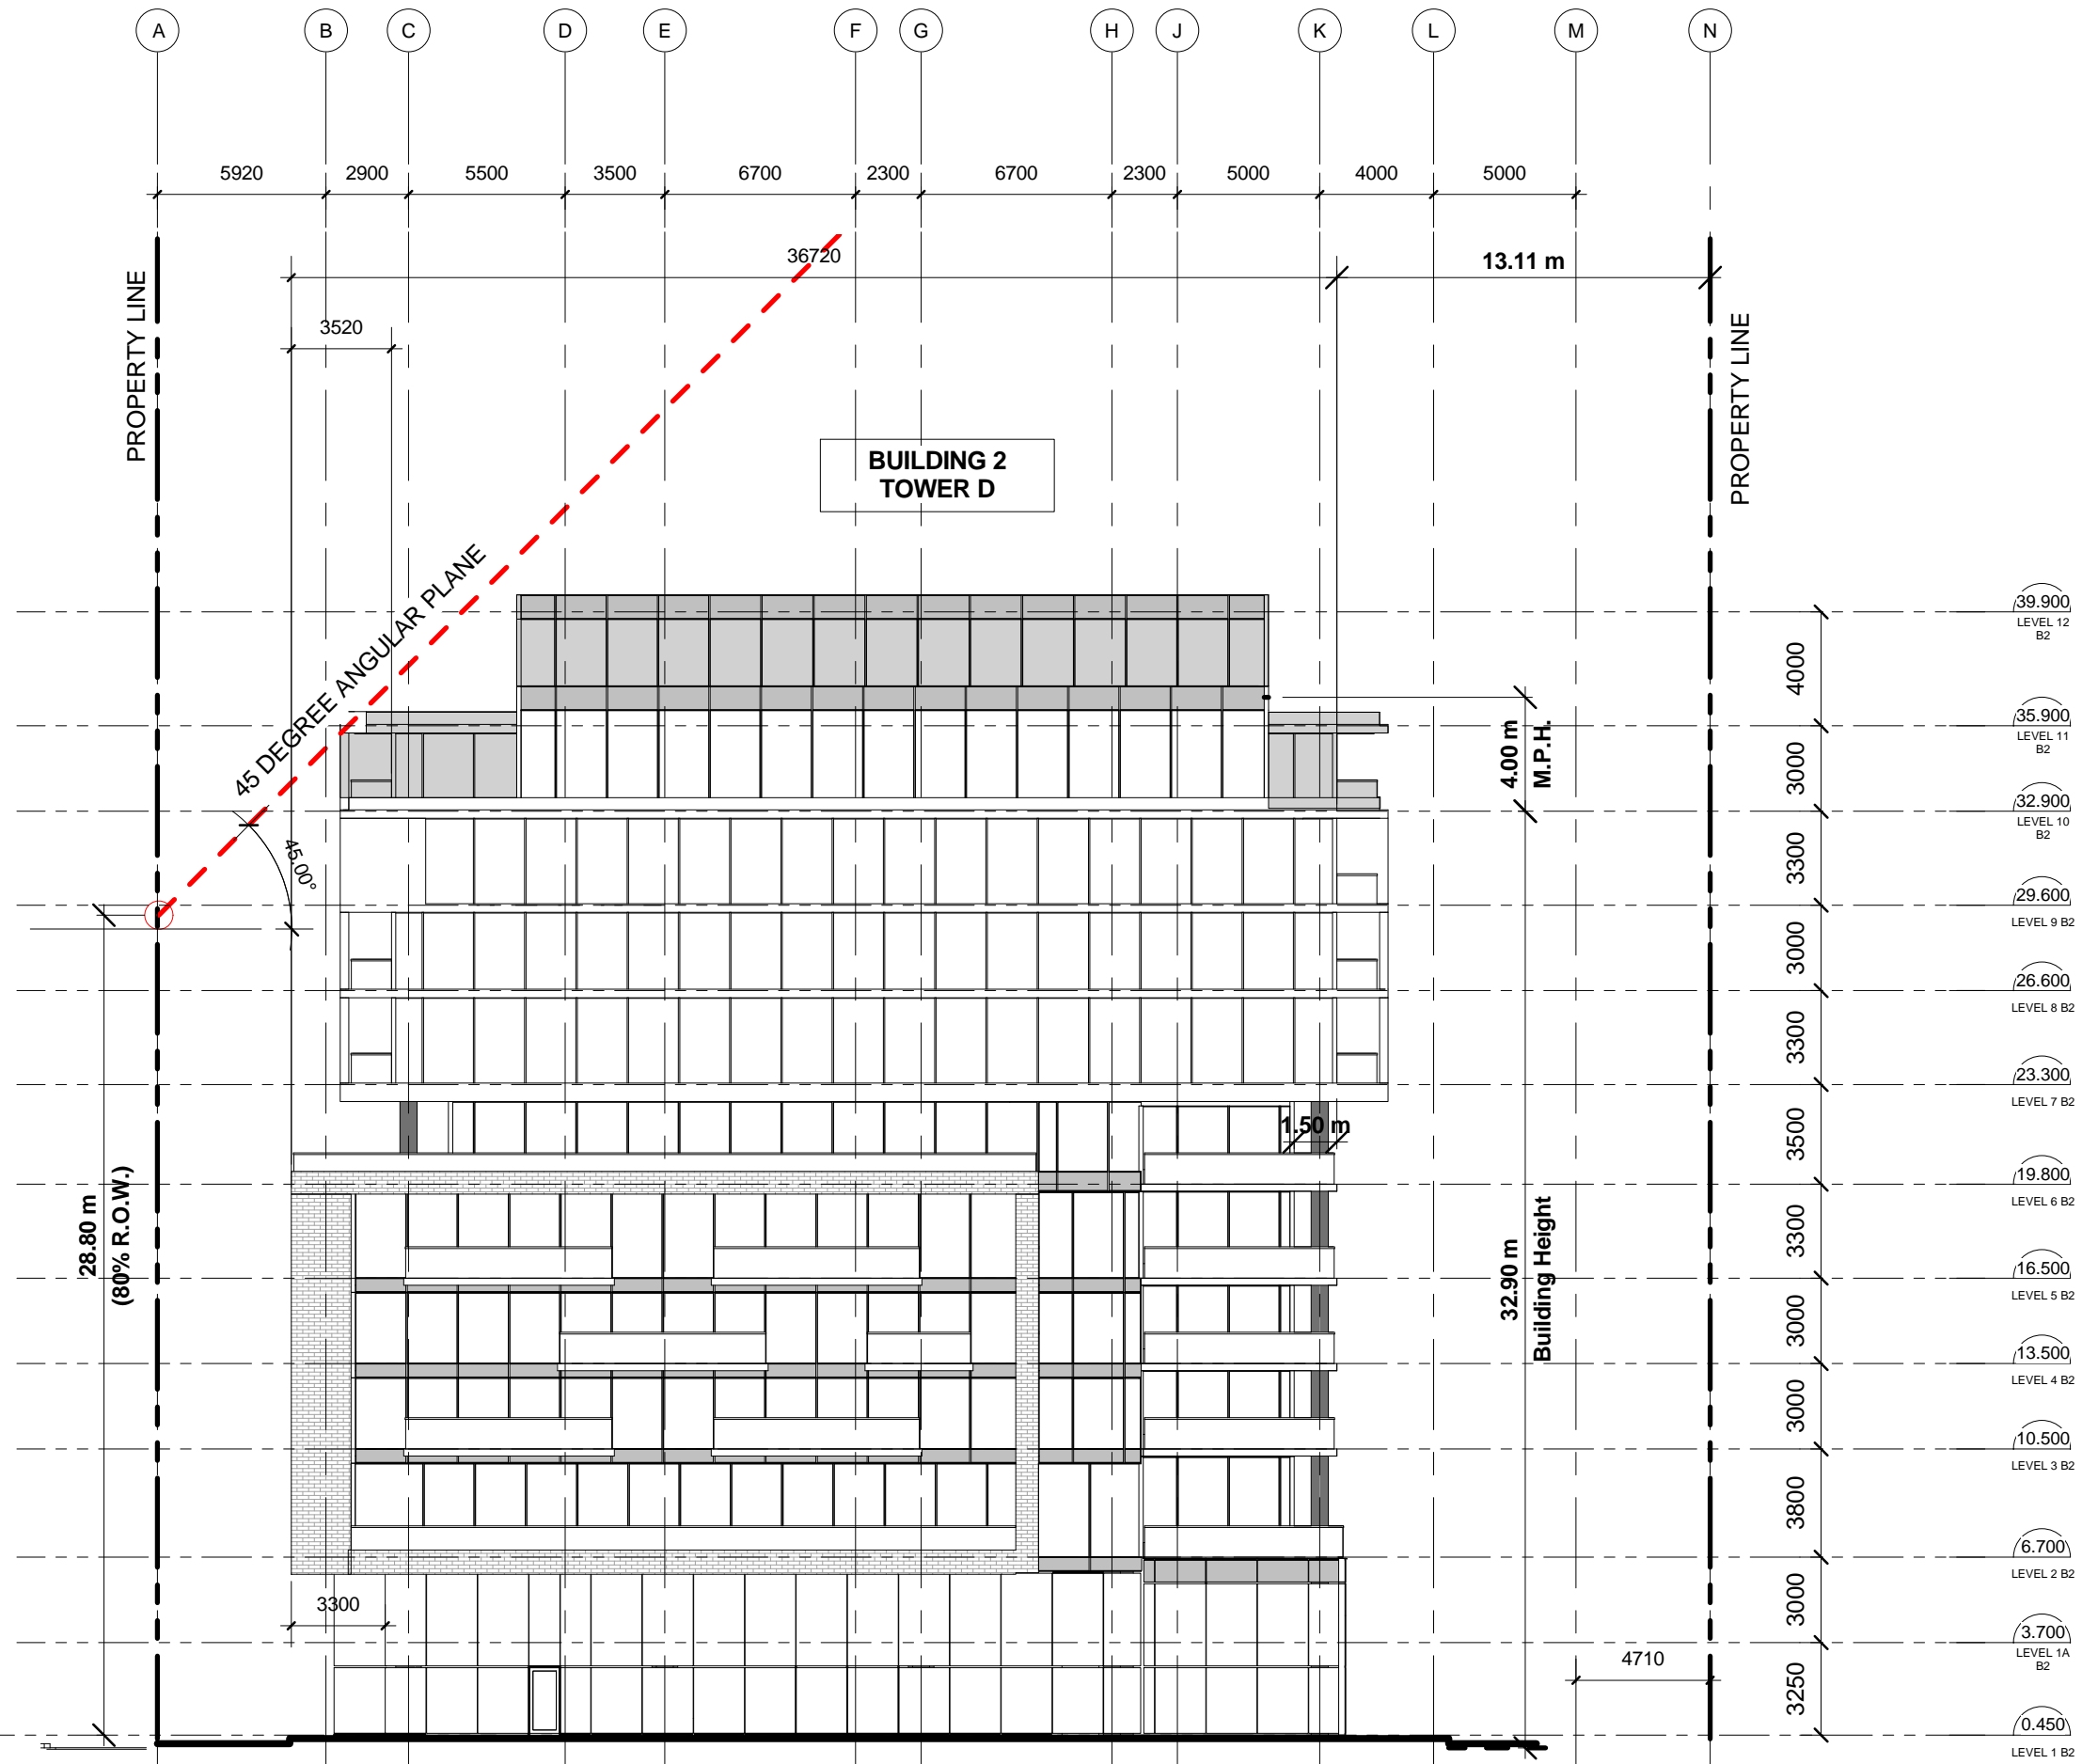 A B C D E F G H J K L M N
5920 2900 5500 3500 6700 2300 6700 2300 5000 4000 5000
36720
13.11 m
3520
PROPERTY LINE
PROPERTY LINE
BUILDING 2
TOWER D
45 DEGREE ANGULAR PLANE
45.00°
39.900
LEVEL 12
B2
4000
35.900
LEVEL 11
B2
4.00 m
M.P.H.
3000
32.900
LEVEL 10
B2
3300
29.600
LEVEL 9 B2
3000
26.600
LEVEL 8 B2
3300
23.300
LEVEL 7 B2
1.50 m
3500
19.800
LEVEL 6 B2
28.80 m
(80% R.O.W.)
32.90 m
Building Height
3300
16.500
LEVEL 5 B2
3000
13.500
LEVEL 4 B2
3000
10.500
LEVEL 3 B2
3800
6.700
LEVEL 2 B2
3300
3000
3.700
LEVEL 1A
B2
4710
3250
0.450
LEVEL 1 B2